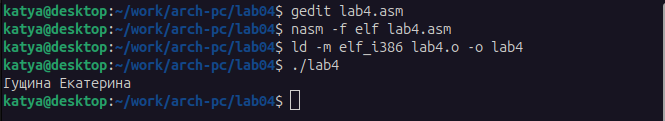 katya@desktop:~/work/arch-pc/lab04$ gedit lab4.asm
katya@desktop:~/work/arch-pc/lab04$ nasm -f elf lab4.asm
katya@desktop:~/work/arch-pc/lab04$ ld -m elf_i386 lab4.o -o lab4
katya@desktop:~/work/arch-pc/lab04$ ./lab4
Гущина Екатерина
katya@desktop:~/work/arch-pc/lab04$